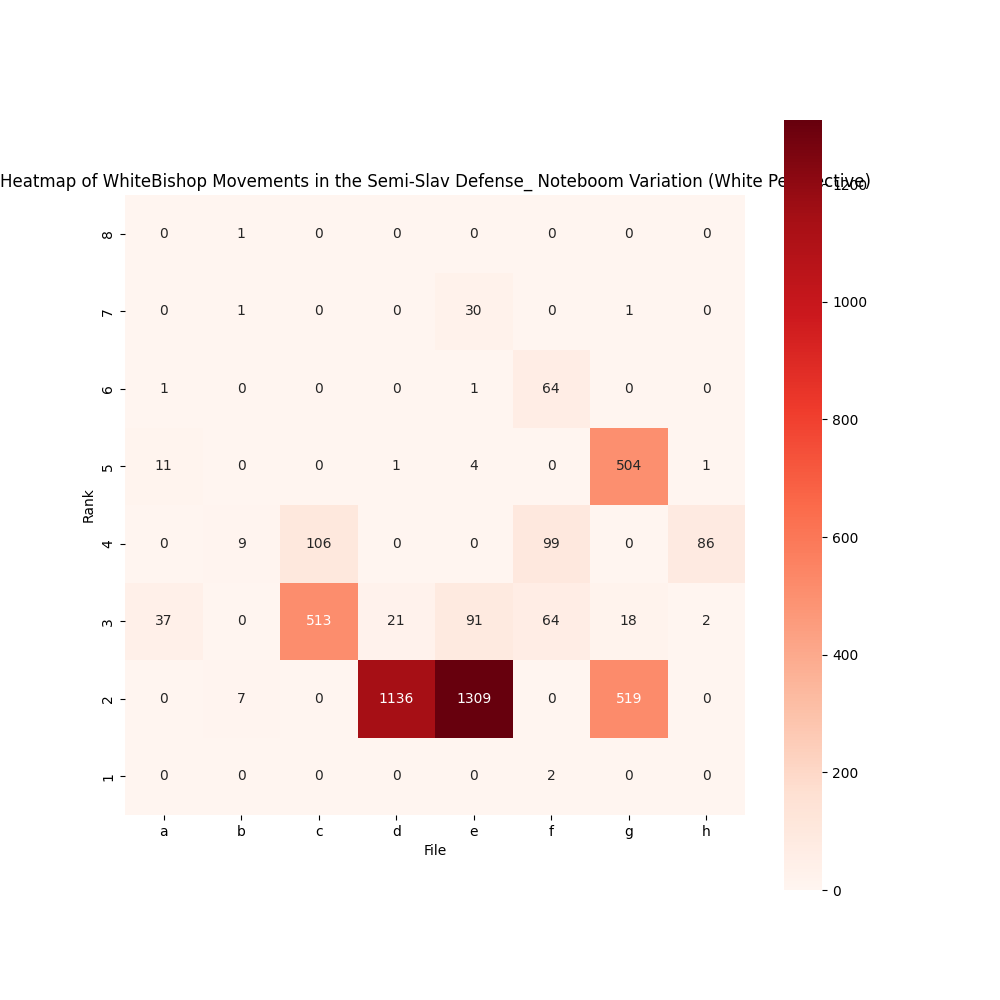 Heatmap of WhiteBishop Movements in the Semi-Slav Defense_ Noteboom Variation (White Perspective)
8 0 1 0 0 0 0 0 0
7 0 1 0 0 30 0 1 0
6 1 0 0 0 1 64 0 0
5 11 0 0 1 4 0 504 1
Rank
4 0 9 106 0 0 99 0 86
3 37 0 513 21 91 64 18 2
2 0 7 0 1136 1309 0 519 0
1 0 0 0 0 0 2 0 0
a b c d e f g h
File
1200
1000
800
600
400
200
0